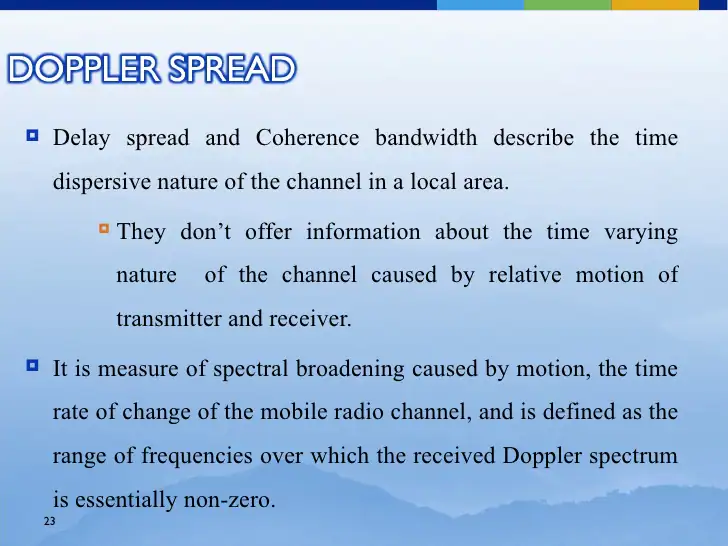 DOPPLER SPREAD
Delay spread and Coherence bandwidth describe the time
dispersive nature of the channel in a local area.
They don’t offer information about the time varying
nature of the channel caused by relative motion of
transmitter and receiver.
It is measure of spectral broadening caused by motion, the time
rate of change of the mobile radio channel, and is defined as the
range of frequencies over which the received Doppler spectrum
is essentially non-zero.
23